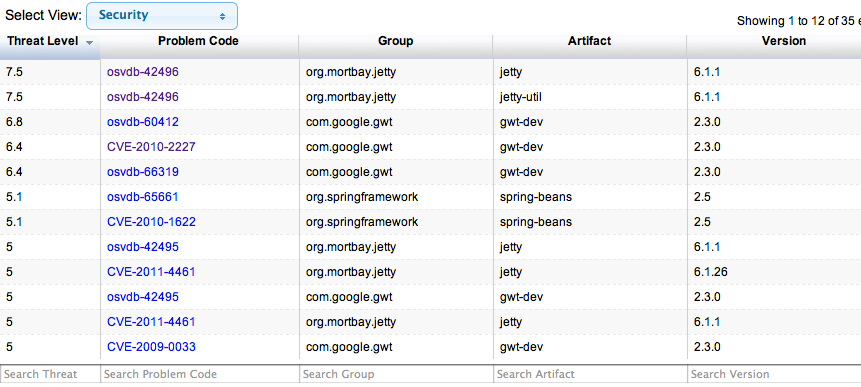 Select View: Security
Showing 1 to 12 of 35 e
Threat Level Problem Code Group Artifact Version
7.5 osvdb-42496 org.mortbay.jetty jetty 6.1.1
7.5 osvdb-42496 org.mortbay.jetty jetty-util 6.1.1
6.8 osvdb-60412 com.google.gwt gwt-dev 2.3.0
6.4 CVE-2010-2227 com.google.gwt gwt-dev 2.3.0
6.4 osvdb-66319 com.google.gwt gwt-dev 2.3.0
5.1 osvdb-65661 org.springframework spring-beans 2.5
5.1 CVE-2010-1622 org.springframework spring-beans 2.5
5 osvdb-42495 org.mortbay.jetty jetty 6.1.1
5 CVE-2011-4461 org.mortbay.jetty jetty 6.1.26
5 osvdb-42495 com.google.gwt gwt-dev 2.3.0
5 CVE-2011-4461 org.mortbay.jetty jetty 6.1.1
5 CVE-2009-0033 com.google.gwt gwt-dev 2.3.0
Search Threat Search Problem Code Search Group Search Artifact Search Version